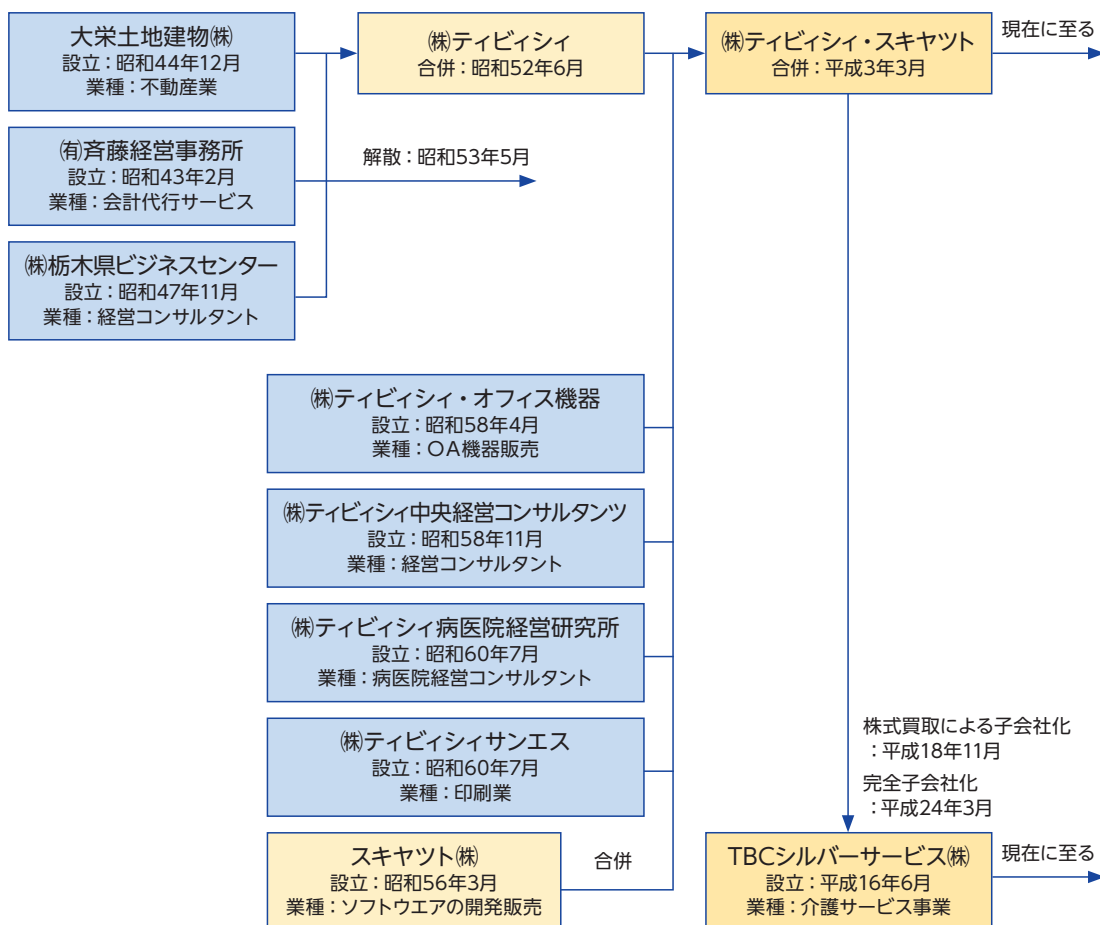 大栄土地建物㈱
設立：昭和44年12月
業種：不動産業
㈱ティビィシィ
合併：昭和52年6月
㈱ティビィシィ・スキヤツト
合併：平成3年3月
現在に至る
㈲斉藤経営事務所
設立：昭和43年2月
業種：会計代行サービス
解散：昭和53年5月
㈱栃木県ビジネスセンター
設立：昭和47年11月
業種：経営コンサルタント
㈱ティビィシィ・オフィス機器
設立：昭和58年4月
業種：OA機器販売
㈱ティビィシィ中央経営コンサルタンツ
設立：昭和58年11月
業種：経営コンサルタント
㈱ティビィシィ病医院経営研究所
設立：昭和60年7月
業種：病医院経営コンサルタント
㈱ティビィシィサンエス
設立：昭和60年7月
業種：印刷業
株式買取による子会社化
：平成18年11月
完全子会社化
：平成24年3月
スキヤツト㈱
設立：昭和56年3月
業種：ソフトウエアの開発販売
合併
TBCシルバーサービス㈱
設立：平成16年6月
業種：介護サービス事業
現在に至る